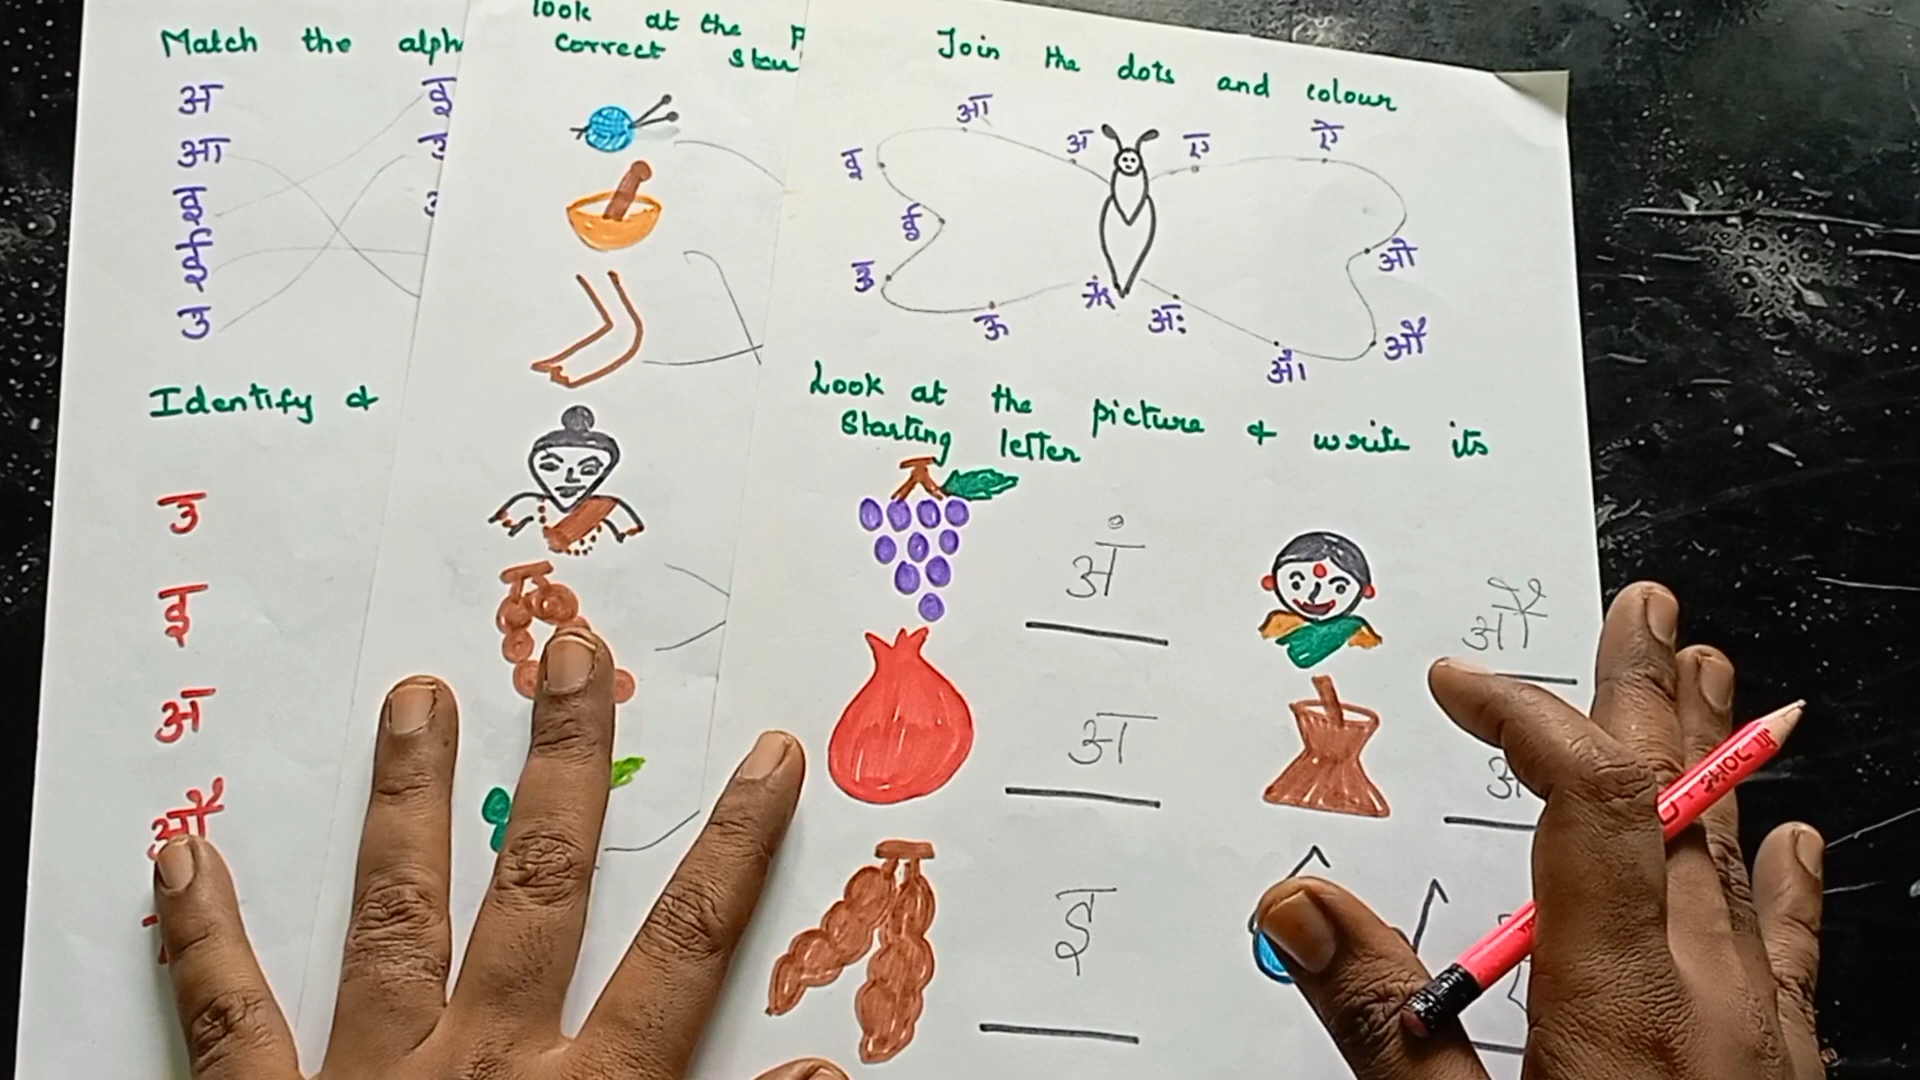 Match the
अ
आ
इ
ई
उ
इ
Identify &
उ
इ
अ
औ
look at the
correct
Join the dots and colour
आ
अ
ए
ऐ
इ
ई
उ
ऊ
ऋ
अः
ओ
औ
Look at the picture & write its
Starting letter
अं
औ
अ
इ